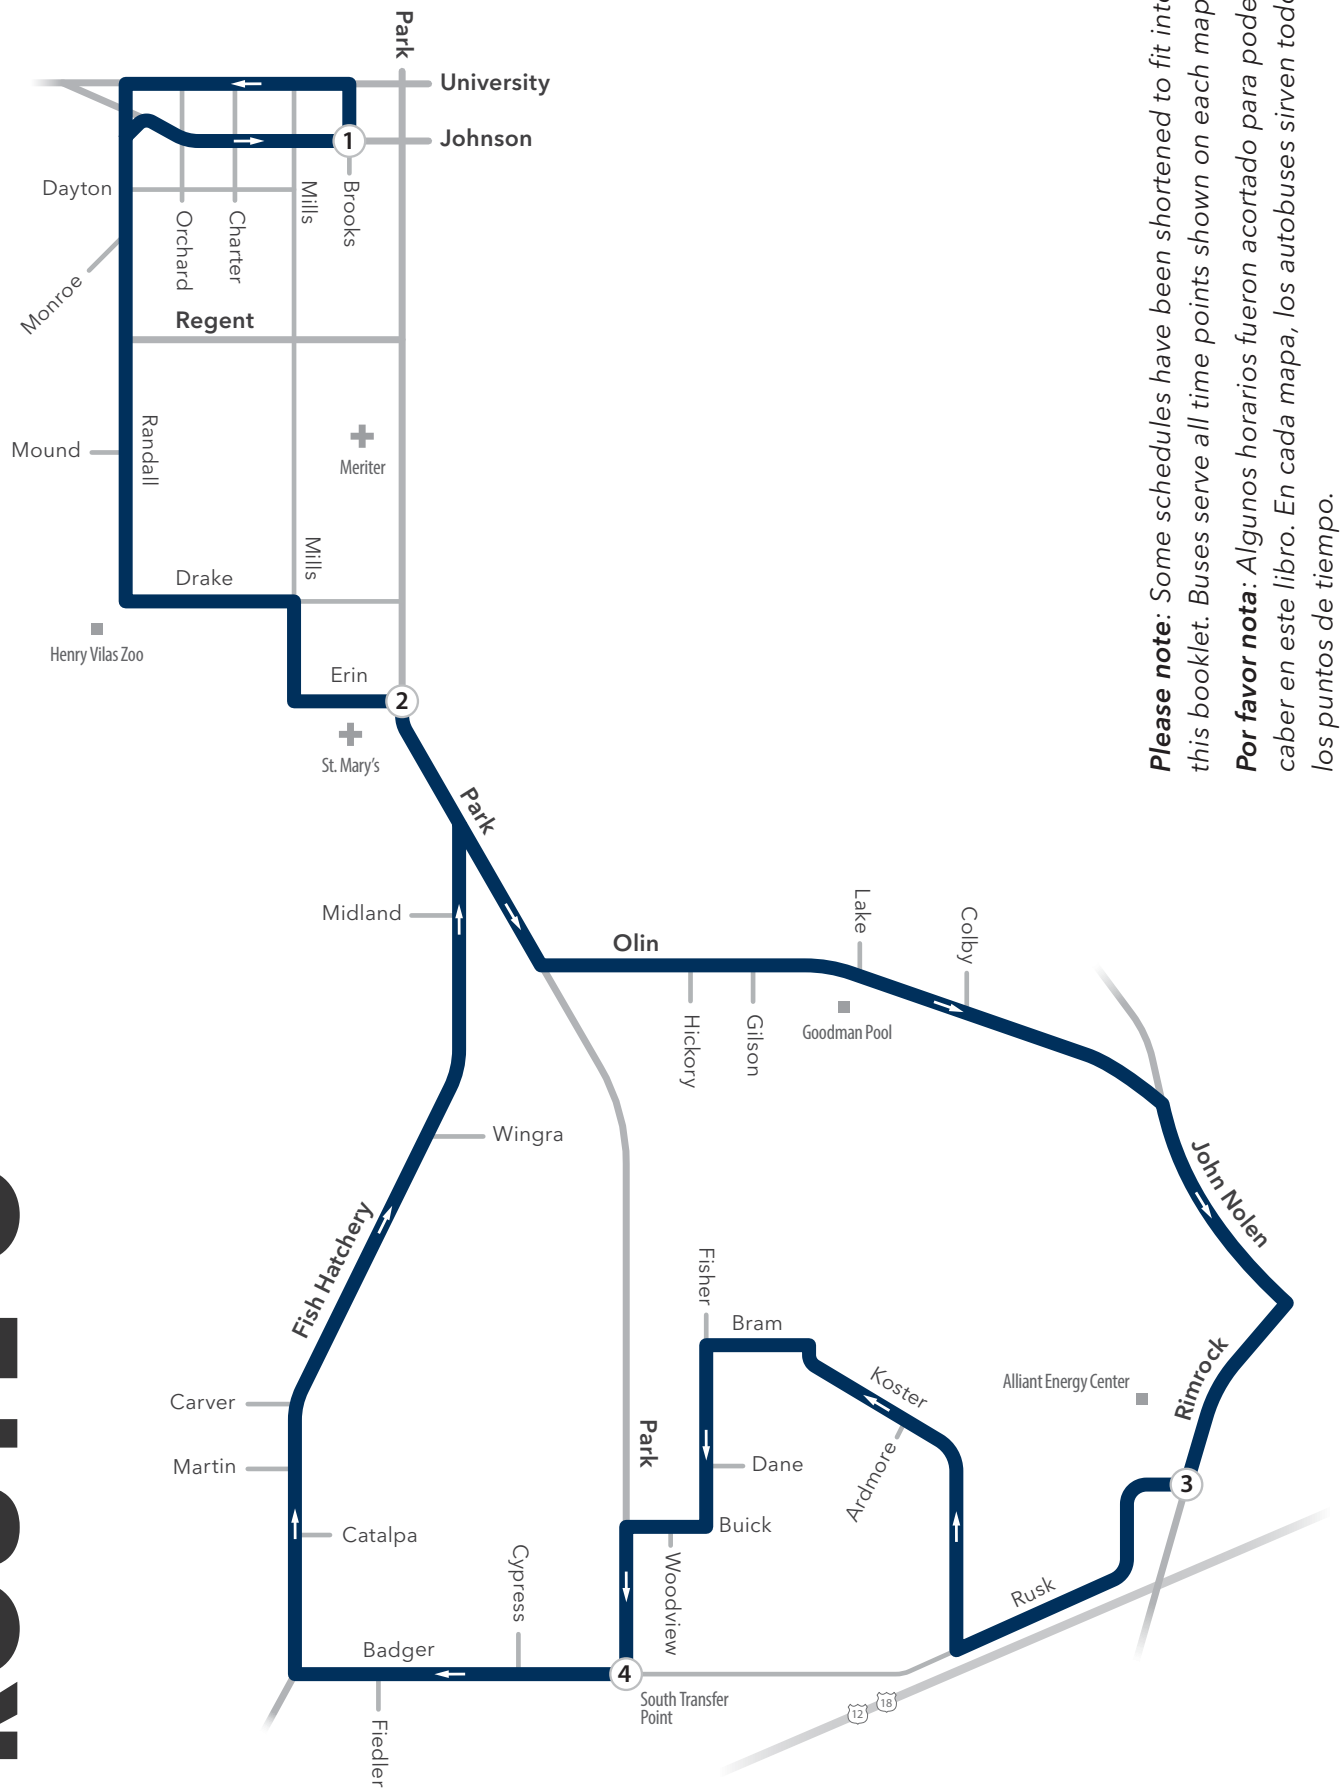 Park
University
Johnson
1
Dayton
Mills
Brooks
Orchard
Charter
Monroe
Regent
Randall
Mound
Meriter
Mills
Drake
Henry Vilas Zoo
Erin
2
St. Mary's
Park
Midland
Olin
Lake
Colby
Hickory
Gilson
Goodman Pool
Wingra
John Nolen
Fish Hatchery
Fisher
Bram
Koster
Alliant Energy Center
Rimrock
Carver
Park
Martin
Dane
Ardmore
3
Catalpa
Buick
Cypress
Woodview
Rusk
Badger
4
South Transfer
Point
12
18
Fiedler
Please note: Some schedules have been shortened to fit
this booklet. Buses serve all time points shown on each map
Por favor nota: Algunos horarios fueron acortado para
caber en este libro. En cada mapa, los autobuses sirven
los puntos de tiempo.